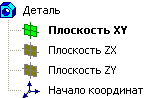 Деталь
Плоскость XY
Плоскость ZX
Плоскость ZY
Начало координат